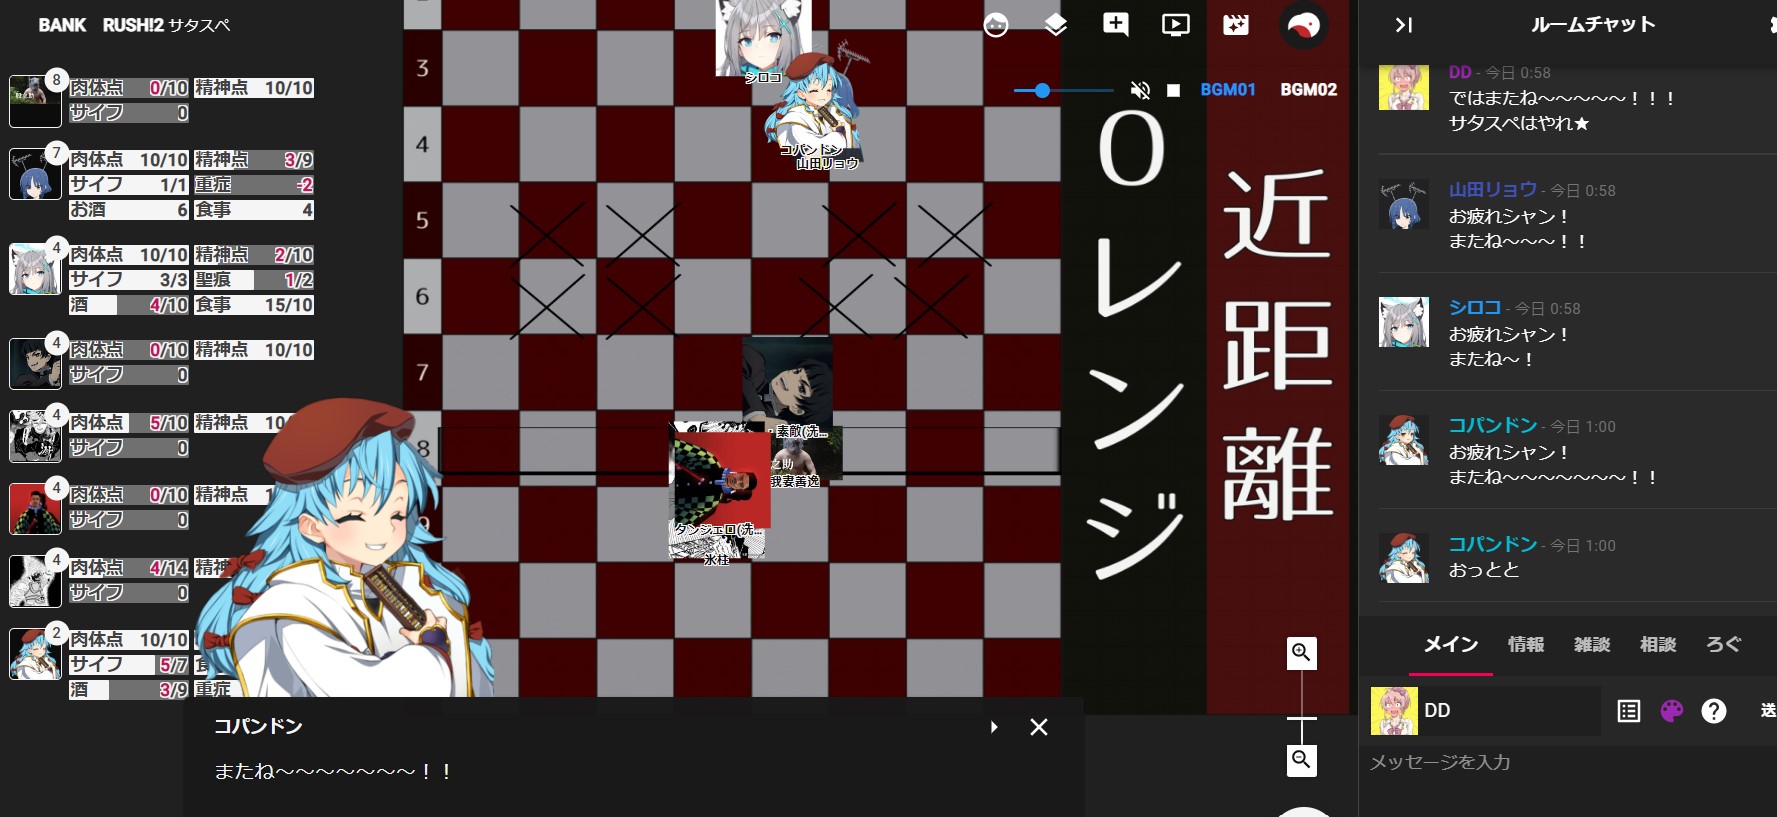 BANK RUSH!2 サタスペ
8
肉体点 0/10 精神点 10/10
サイフ 0
7
肉体点 10/10 精神点 3/9
サイフ 1/1 重症 -2
お酒 6 食事 4
4
肉体点 10/10 精神点 2/10
サイフ 3/3 聖痕 1/2
酒 4/10 食事 15/10
4
肉体点 0/10 精神点 10/10
サイフ 0
4
肉体点 5/10 精神点
サイフ 0
4
肉体点 0/10 精神点
サイフ 0
4
肉体点 4/14
サイフ 0
2
肉体点 10/10
サイフ 5/7
酒 3/9 重症
3
4
5
6
7
8
シロコ
コパンドン
山田リョウ
素敵(洗...
之助
我妻善逸
タンジェロ(洗...
氷柱
BGM01 BGM02
0レンジ
近距離
コパンドン
またね～～～～～～～！！
ルームチャット
DD - 今日 0:58
ではまたね～～～～～！！！
サタスペはやれ★
山田リョウ - 今日 0:58
お疲れシャン！
またね～～～！！
シロコ - 今日 0:58
お疲れシャン！
またね～！
コパンドン - 今日 1:00
お疲れシャン！
またね～～～～～～～！！
コパンドン - 今日 1:00
おっとと
メイン 情報 雑談 相談 ろぐ
DD
送
メッセージを入力